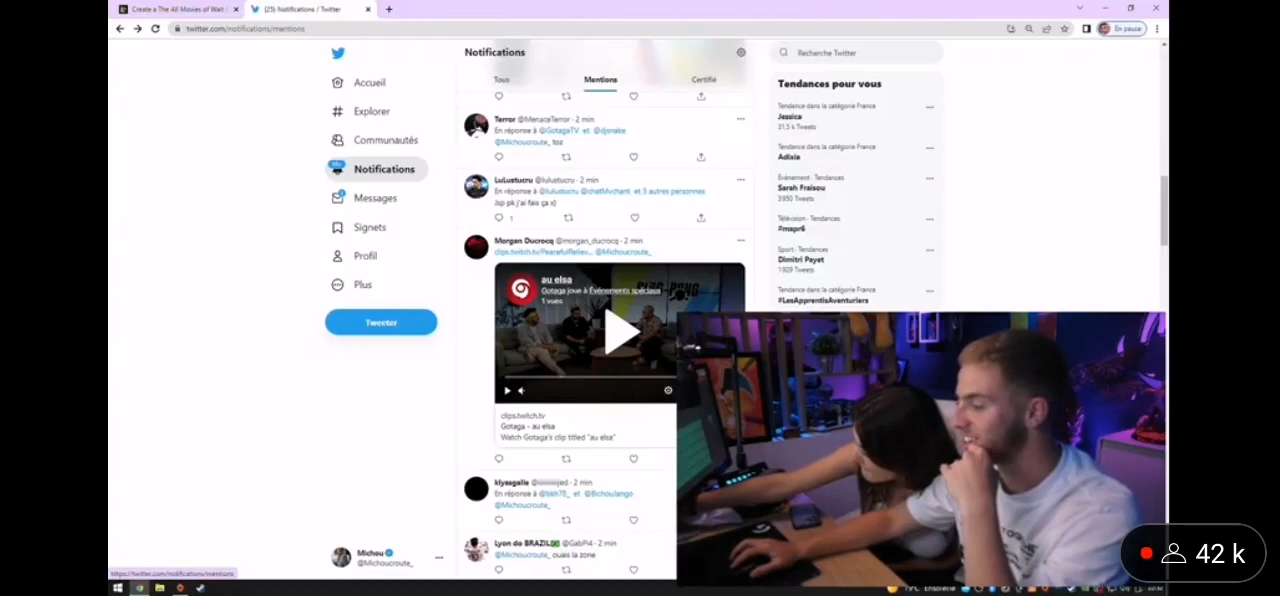 Create a The All Movies of Walt
(25) Notifications / Twitter
twitter.com/notifications/mentions
En pause
Accueil
Explorer
Communautés
Notifications
Messages
Signets
Profil
Plus
Tweeter
Michou
@Michoucroute_
https://twitter.com/notifications/mentions
Notifications
Tous
Mentions
Certifié
Terror @MenaceTerror · 2 min
En réponse à @GotagaTV et @djsnake
@Michoucroute_ toz
LuLustucru @lulustucru · 2 min
En réponse à @lulustucru @chatMvchant et 3 autres personnes
Jsp pk j'ai fais ça x)
1
Morgan Ducrocq @morgan_ducrocq · 2 min
@Michoucroute_
au elsa
Gotaga joue à Événements spéciaux
1 vues
clips.twitch.tv
Gotaga - au elsa
Watch Gotaga's clip titled "au elsa"
klyasgalle
2 min
En réponse à @bkh7E_ et @Bichoulango
@Michoucroute_
Lyon do BRAZIL @GabPi4 · 2 min
@Michoucroute_ ouais la zone
Recherche Twitter
Tendances pour vous
Tendance dans la catégorie France
Jessica
31,5 k Tweets
Tendance dans la catégorie France
Adixia
Événement · Tendances
Sarah Fraisou
3950 Tweets
Télévision · Tendances
#mapr6
Sport · Tendances
Dimitri Payet
1929 Tweets
Tendance dans la catégorie France
#LesApprentisAventuriers
42 k